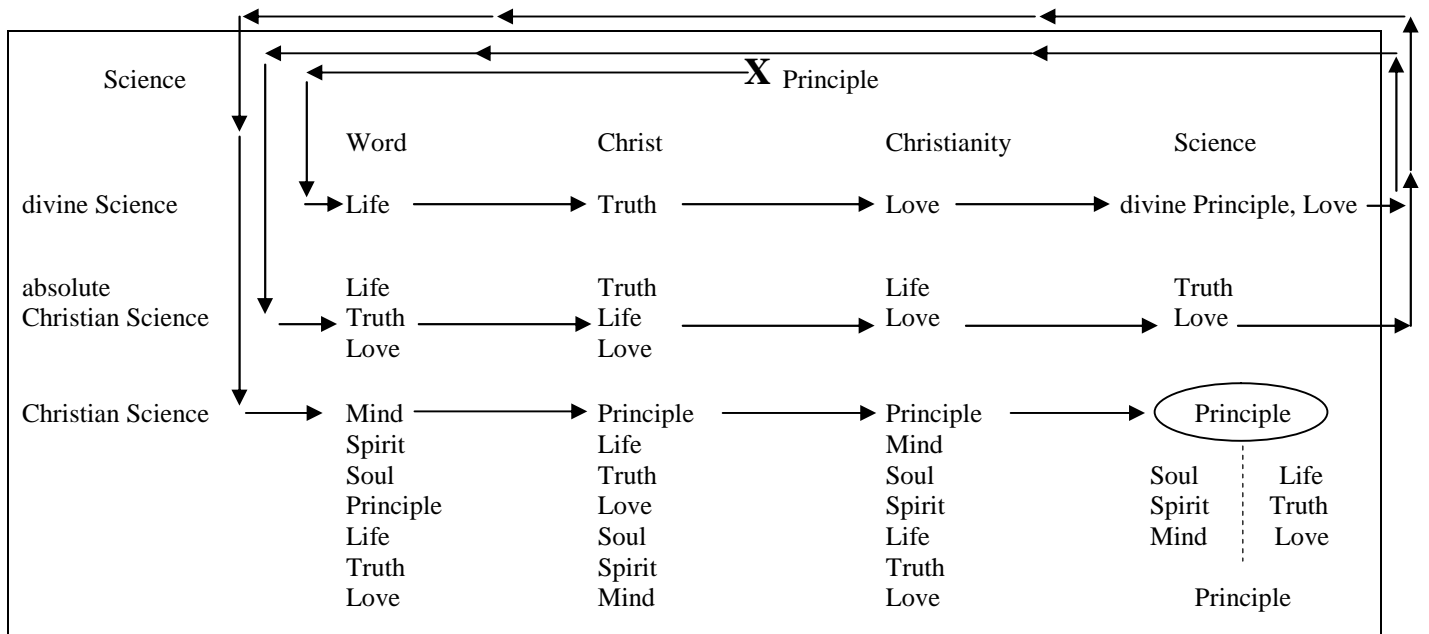 Science X Principle
Word Christ Christianity Science
divine Science Life Truth Love divine Principle, Love
absolute Life Truth Life Truth
Christian Science Truth Life Love Love
Love Love
Christian Science Mind Principle Principle Principle
Spirit Life Mind
Soul Truth Soul Soul Life
Principle Love Spirit Spirit Truth
Life Soul Life Mind Love
Truth Spirit Truth
Love Mind Love Principle